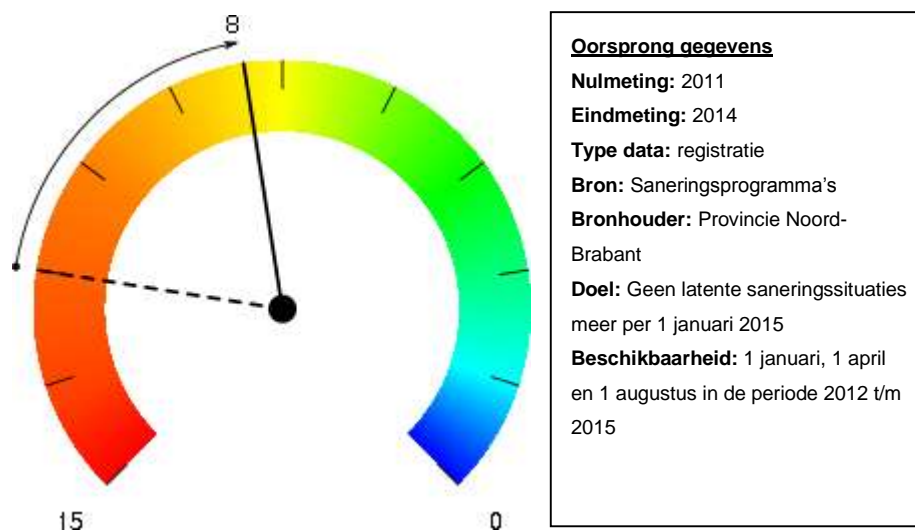 8
15
0
Oorsprong gegevens
Nulmeting: 2011
Eindmeting: 2014
Type data: registratie
Bron: Saneringsprogramma's
Bronhouder: Provincie Noord-
Brabant
Doel: Geen latente saneringssituaties
meer per 1 januari 2015
Beschikbaarheid: 1 januari, 1 april
en 1 augustus in de periode 2012 t/m
2015